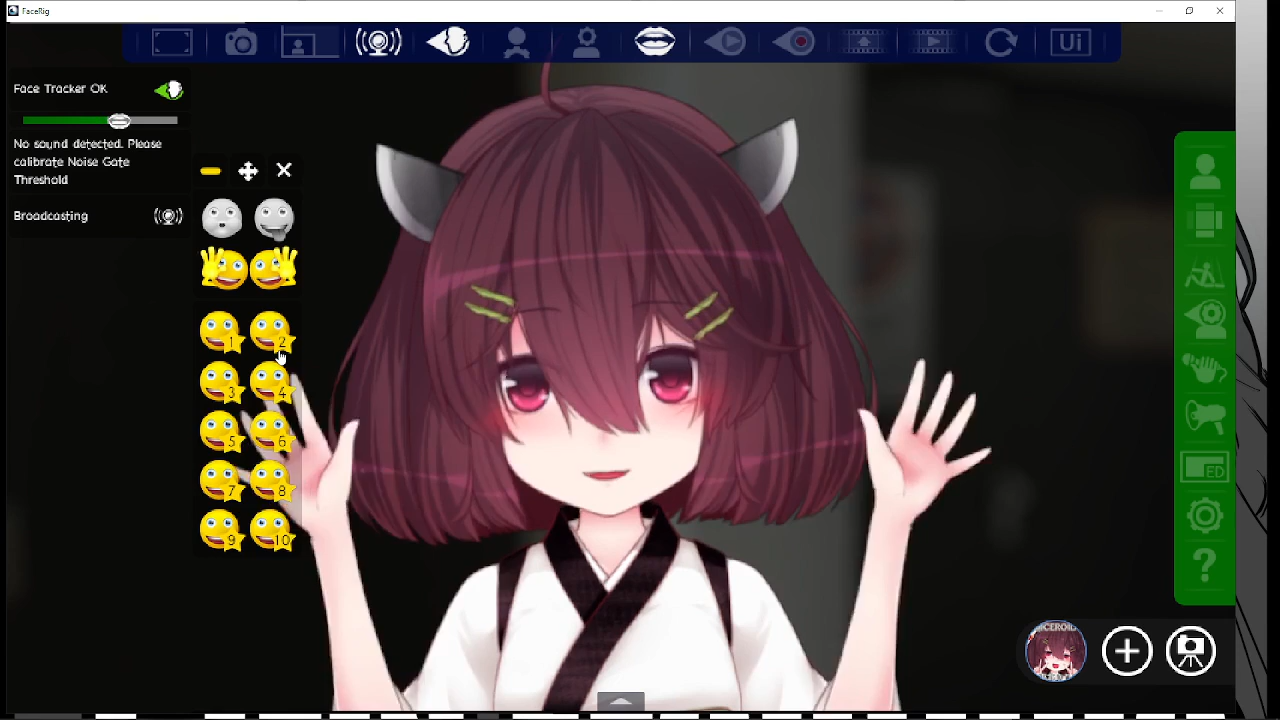 FaceRig
Ui
Face Tracker OK
No sound detected. Please
calibrate Noise Gate
Threshold
Broadcasting
1 2
3 4
5 6
7 8
9 10
ED
?